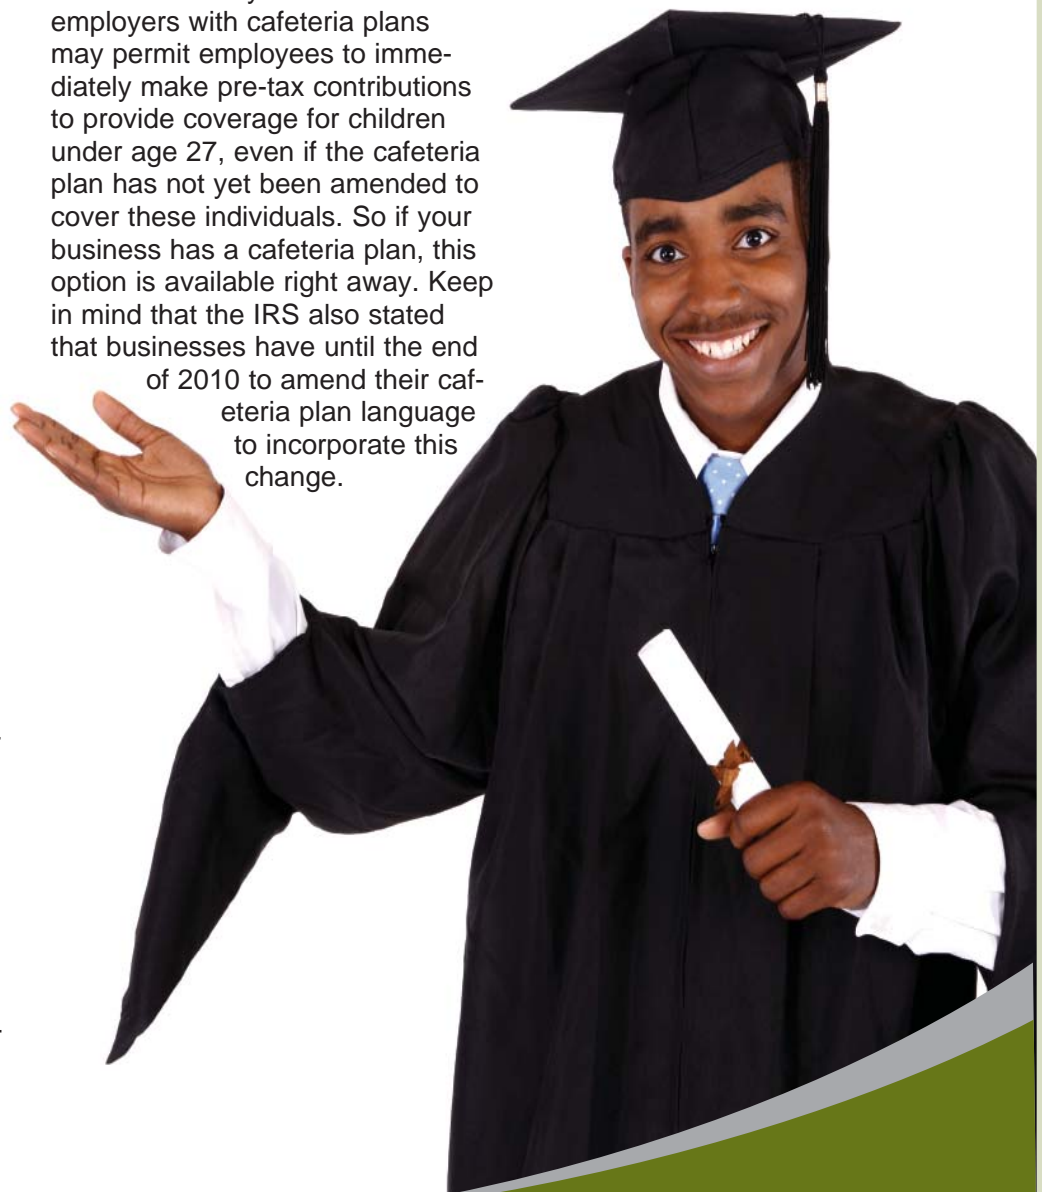 employers with cafeteria plans
may permit employees to imme-
diately make pre-tax contributions
to provide coverage for children
under age 27, even if the cafeteria
plan has not yet been amended to
cover these individuals. So if your
business has a cafeteria plan, this
option is available right away. Keep
in mind that the IRS also stated
that businesses have until the end
of 2010 to amend their caf-
eteria plan language
to incorporate this
change.